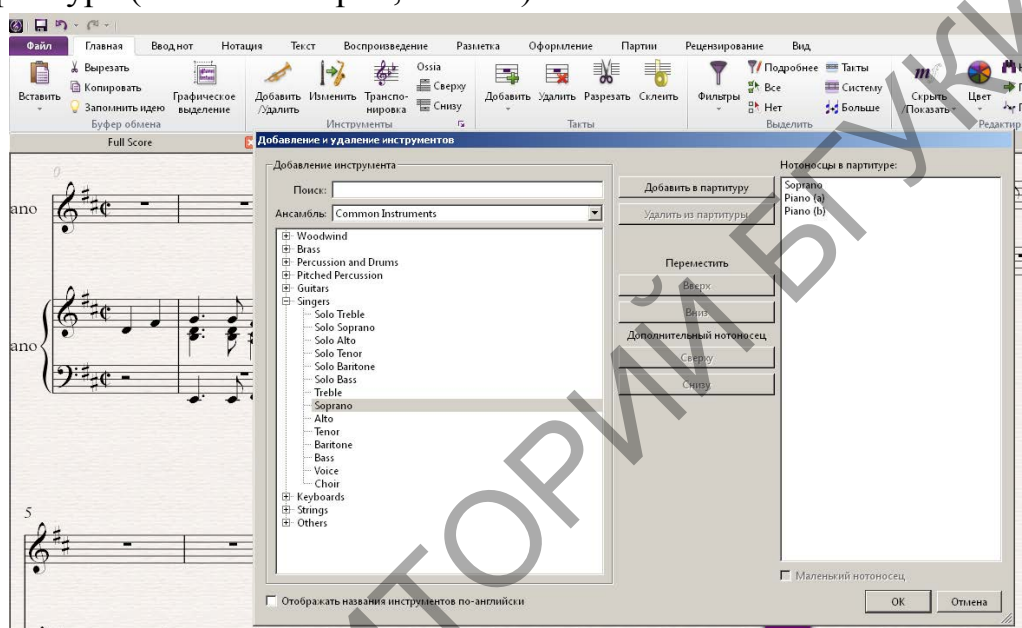 Файл Главная Ввод нот Нотация Текст Воспроизведение Разметка Оформление Партии Рецензирование Вид
Вставить
Вырезать
Копировать
Запомнить идею
Графическое выделение
Буфер обмена
Добавить /Удалить
Изменить
Транспо- нировка
Ossia
Сверху
Снизу
Инструменты
Добавить Удалить Разрезать Склеить
Такты
Фильтры
Подробнее
Все
Нет
Такты
Систему
Больше
Выделить
Скрыть /Показать
Цвет
Редактир
Full Score
0
ano
ano
5
Добавление и удаление инструментов
Добавление инструмента
Поиск:
Ансамбль: Common Instruments
Woodwind
Brass
Percussion and Drums
Pitched Percussion
Guitars
Singers
Solo Treble
Solo Soprano
Solo Alto
Solo Tenor
Solo Baritone
Solo Bass
Treble
Soprano
Alto
Tenor
Baritone
Bass
Voice
Choir
Keyboards
Strings
Others
Отображать названия инструментов по-английски
Добавить в партитуру
Удалить из партитуры
Переместить
Вверх
Вниз
Дополнительный нотоносец
Сверху
Снизу
Нотоносцы в партитуре:
Soprano
Piano (a)
Piano (b)
Маленький нотоносец
OK Отмена
ИТОРИЙ БГУКИ